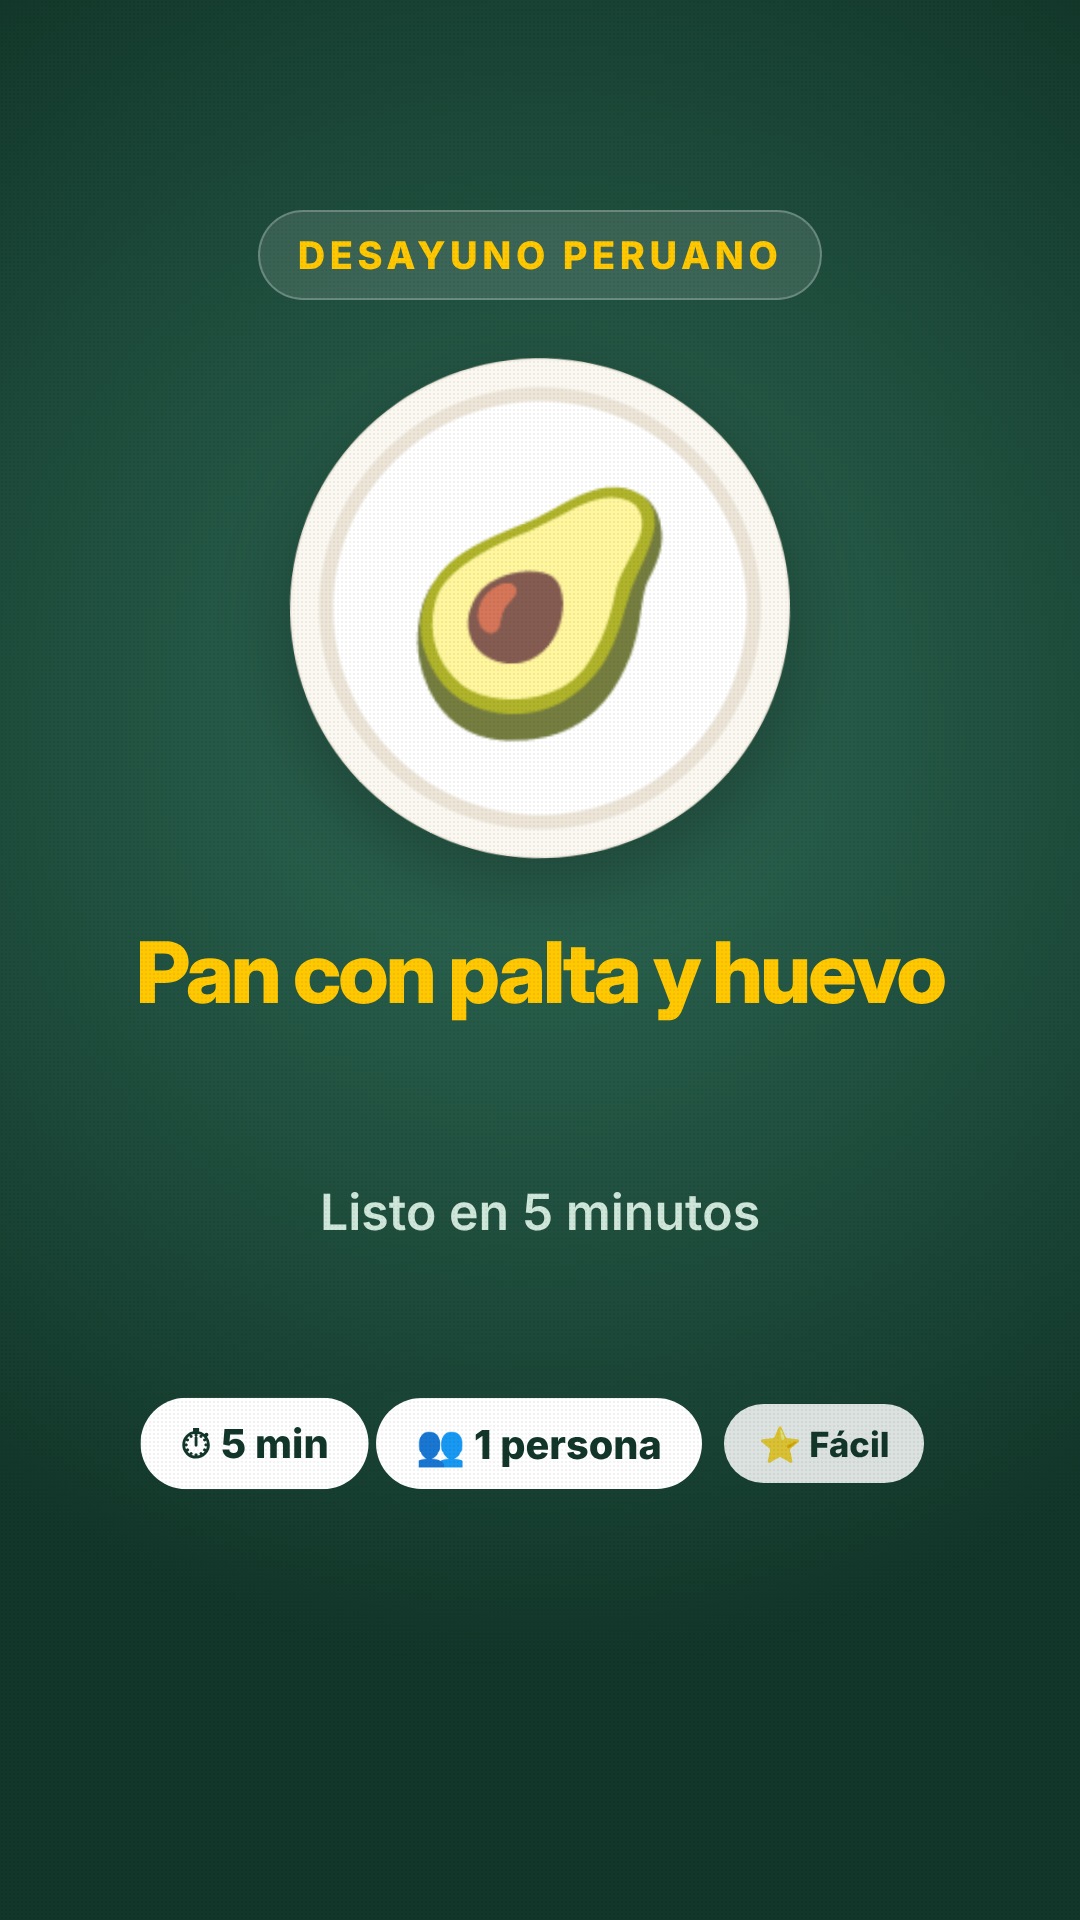 DESAYUNO PERUANO
Pan con palta y huevo
Listo en 5 minutos
⏱ 5 min
👥 1 persona
⭐ Fácil